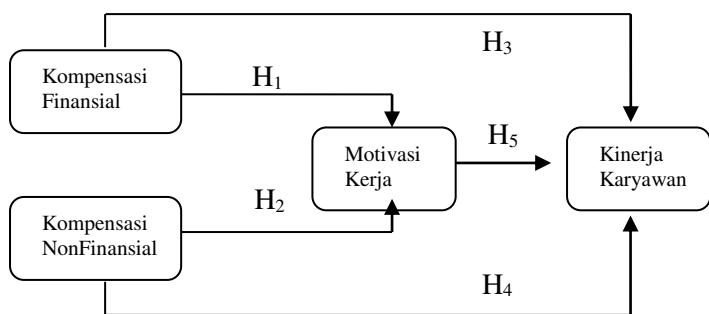 H3
Kompensasi
Finansial
H1
Motivasi
Kerja
H5
Kinerja
Karyawan
Kompensasi
NonFinansial
H2
H4